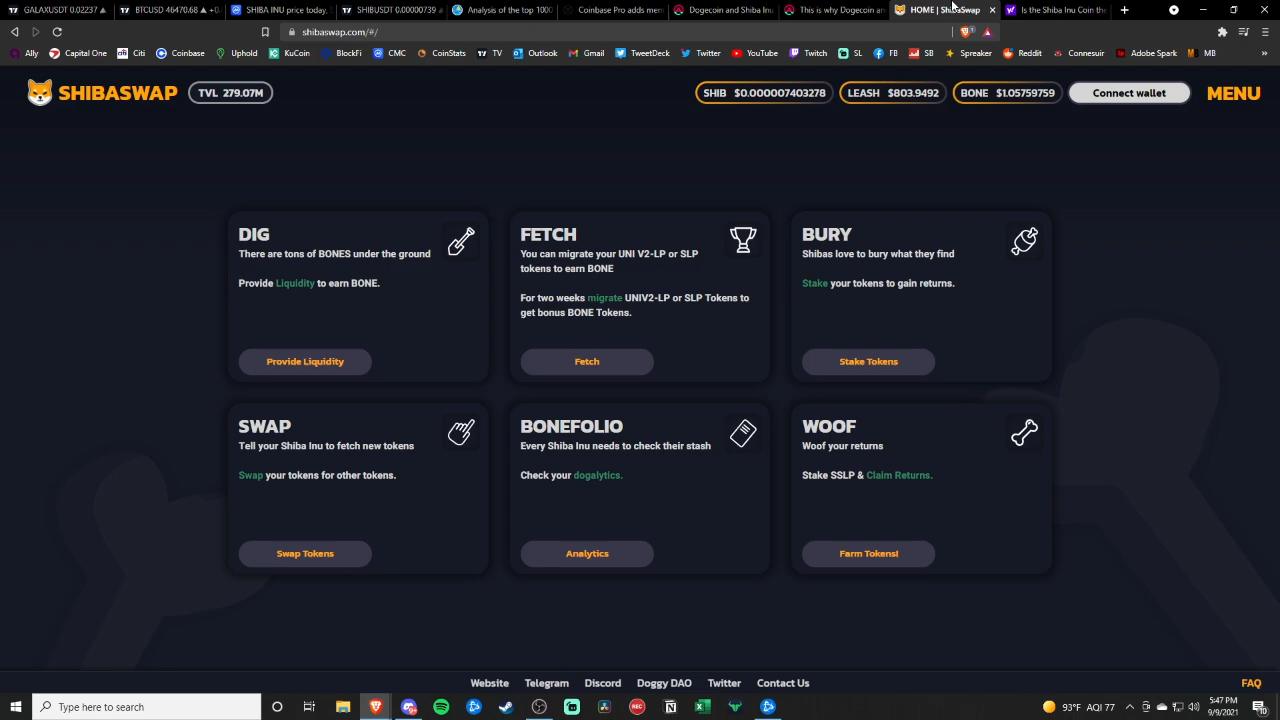 GALAXUSDT 0.02237
BTCUSD 46470.68
SHIBA INU price today,
SHIBUSDT 0.00000739
Analysis of the top 1000
Coinbase Pro adds mem
Dogecoin and Shiba Inu
This is why Dogecoin an
HOME | ShibaSwap
Is the Shiba Inu Coin the
shibaswap.com/#/
1
Ally
Capital One
Citi
Coinbase
Uphold
KuCoin
BlockFi
CMC
CoinStats
TV
Outlook
Gmail
TweetDeck
Twitter
YouTube
Twitch
SL
FB
SB
Spreaker
Reddit
Connesuir
Adobe Spark
MB
SHIBASWAP
TVL 279.07M
SHIB $0.000007403278
LEASH $803.9492
BONE $1.05759759
Connect wallet
MENU
DIG
There are tons of BONES under the ground
Provide Liquidity to earn BONE.
Provide Liquidity
FETCH
You can migrate your UNI V2-LP or SLP
tokens to earn BONE
For two weeks migrate UNIV2-LP or SLP Tokens to
get bonus BONE Tokens.
Fetch
BURY
Shibas love to bury what they find
Stake your tokens to gain returns.
Stake Tokens
SWAP
Tell your Shiba Inu to fetch new tokens
Swap your tokens for other tokens.
Swap Tokens
BONEFOLIO
Every Shiba Inu needs to check their stash
Check your dogalytics.
Analytics
WOOF
Woof your returns
Stake SSLP & Claim Returns.
Farm Tokens!
Website
Telegram
Discord
Doggy DAO
Twitter
Contact Us
FAQ
Type here to search
REC
93°F AQI 77
5:47 PM
9/9/2021